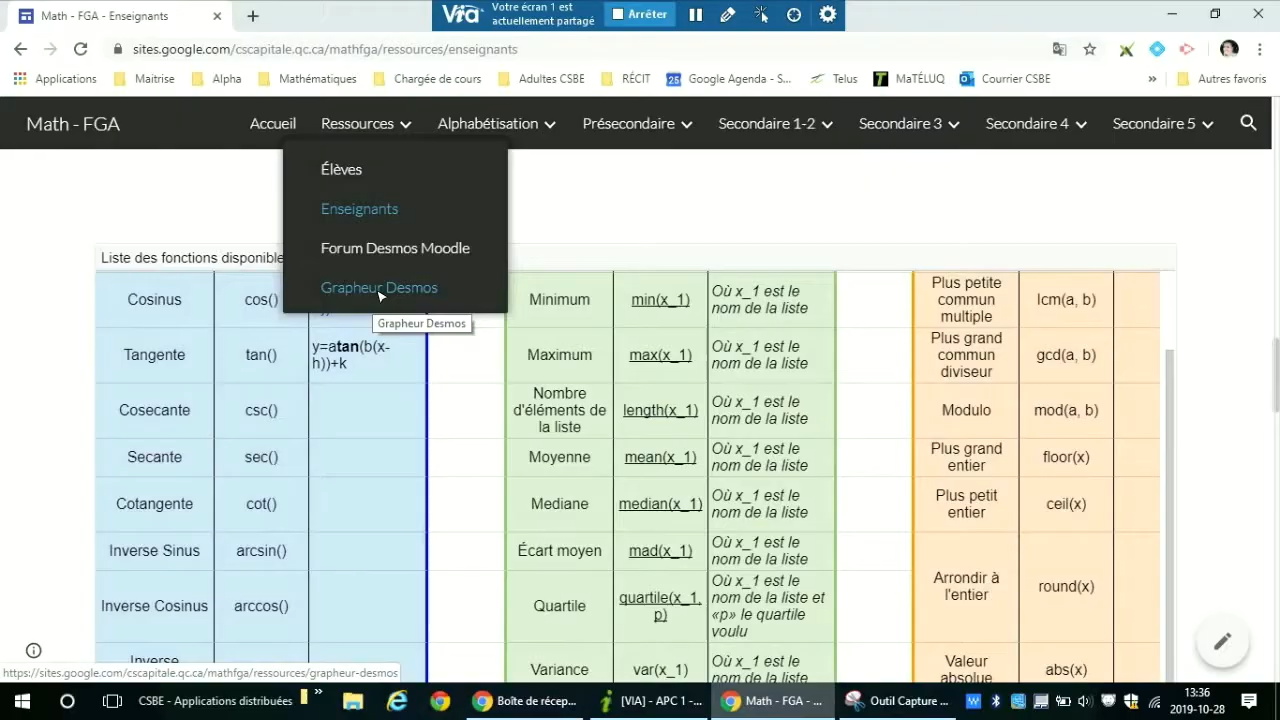 Math - FGA - Enseignants
Via
Votre écran 1 est
actuellement partagé
Arrêter
sites.google.com/cscapitale.qc.ca/mathfga/ressources/enseignants
Applications
Maitrise
Alpha
Mathématiques
Chargée de cours
Adultes CSBE
RÉCIT
25
Google Agenda - S...
Telus
MaTÉLUQ
Courrier CSBE
»
Autres favoris
Math - FGA
Accueil
Ressources
Alphabétisation
Présecondaire
Secondaire 1-2
Secondaire 3
Secondaire 4
Secondaire 5
Élèves
Enseignants
Forum Desmos Moodle
Grapheur Desmos
Grapheur Desmos
Liste des fonctions disponible
Cosinus
cos()
Tangente
tan()
y=atan(b(x-
h))+k
Cosecante
csc()
Secante
sec()
Cotangente
cot()
Inverse Sinus
arcsin()
Inverse Cosinus
arccos()
Inverse
Minimum
min(x_1)
Où x_1 est le
nom de la liste
Maximum
max(x_1)
Où x_1 est le
nom de la liste
Nombre
d'éléments de
la liste
length(x_1)
Où x_1 est le
nom de la liste
Moyenne
mean(x_1)
Où x_1 est le
nom de la liste
Mediane
median(x_1)
Où x_1 est le
nom de la liste
Écart moyen
mad(x_1)
Où x_1 est le
nom de la liste
Quartile
quartile(x_1,
p)
Où x_1 est le
nom de la liste et
«p» le quartile
voulu
Variance
var(x_1)
Où x_1 est le
nom de la liste
Plus petite
commun
multiple
lcm(a, b)
Plus grand
commun
diviseur
gcd(a, b)
Modulo
mod(a, b)
Plus grand
entier
floor(x)
Plus petit
entier
ceil(x)
Arrondir à
l'entier
round(x)
Valeur
absolue
abs(x)
https://sites.google.com/cscapitale.qc.ca/mathfga/ressources/grapheur-desmos
CSBE - Applications distribuées
»
Boîte de récep...
[VIA] - APC 1 -...
Math - FGA - ...
Outil Capture ...
13:36
2019-10-28